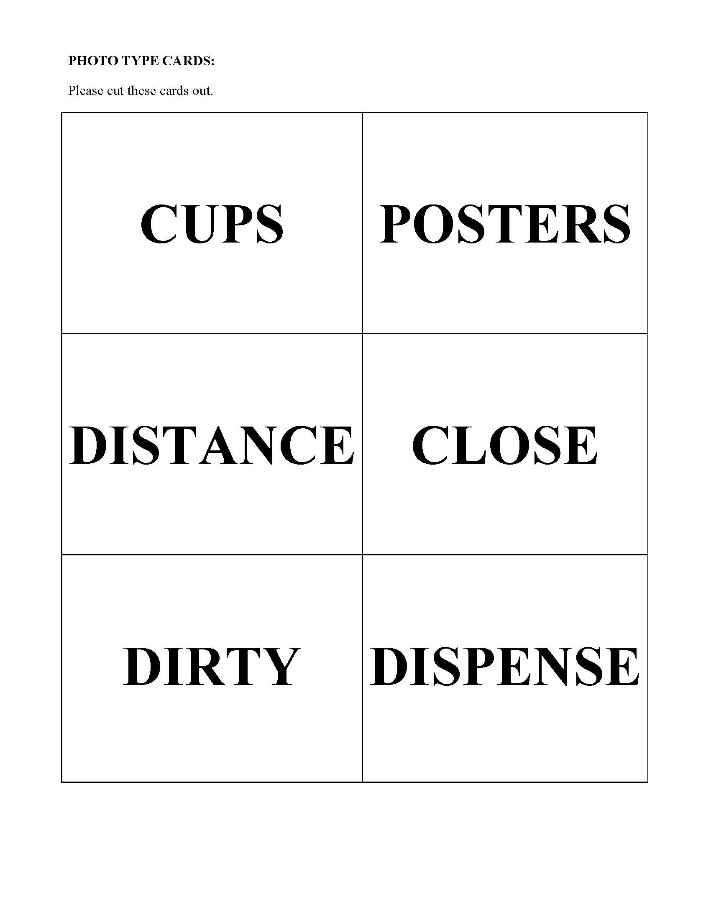 PHOTO TYPE CARDS:
Please cut these cards out.
CUPS POSTERS
DISTANCE CLOSE
DIRTY DISPENSE